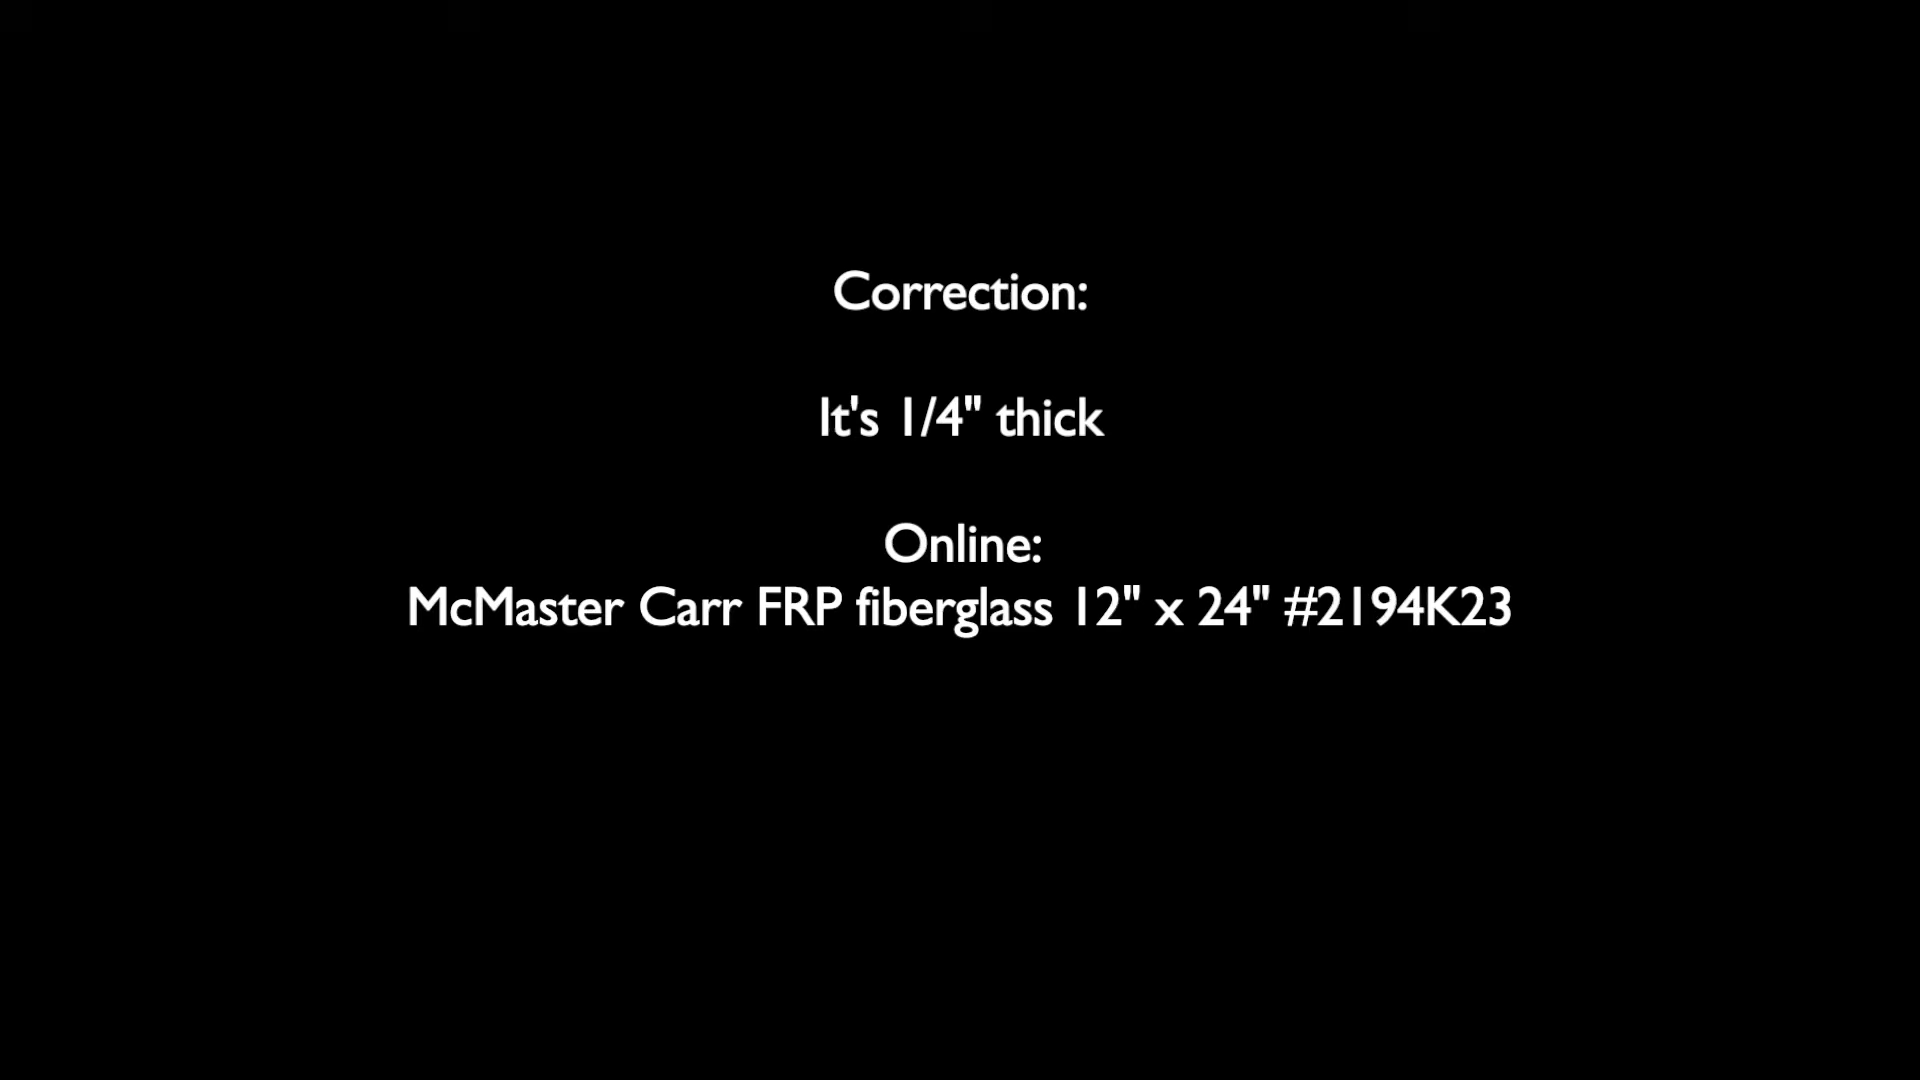 Correction:
It's 1/4" thick
Online:
McMaster Carr FRP fiberglass 12" x 24" #2194K23